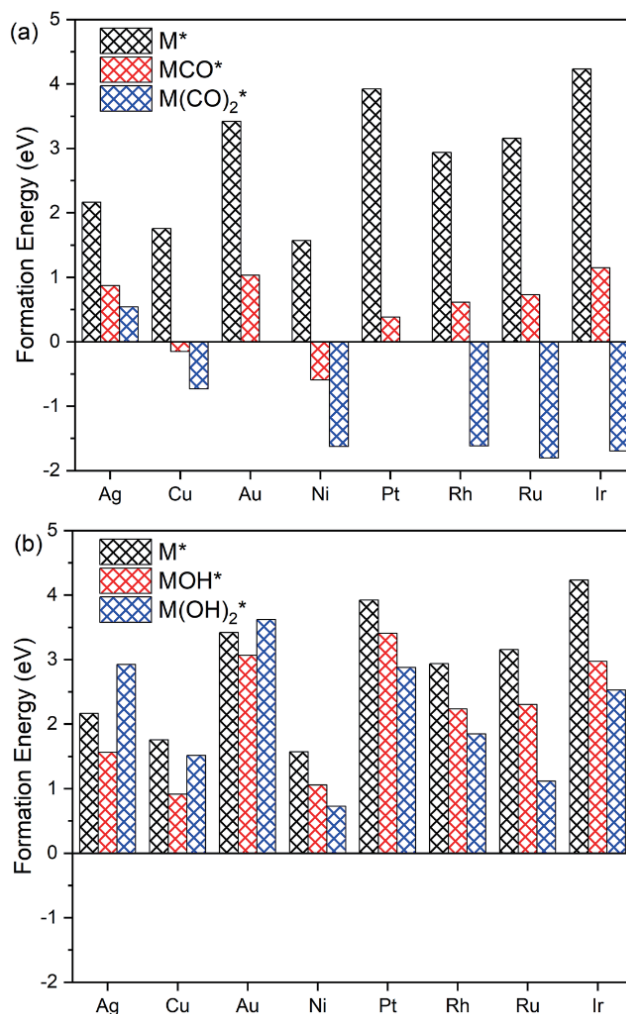 (a)
M*
MCO*
M(CO)₂*
Formation Energy (eV)
5
4
3
2
1
0
-1
-2
Ag Cu Au Ni Pt Rh Ru Ir
(b)
M*
MOH*
M(OH)₂*
Formation Energy (eV)
5
4
3
2
1
0
-1
-2
Ag Cu Au Ni Pt Rh Ru Ir